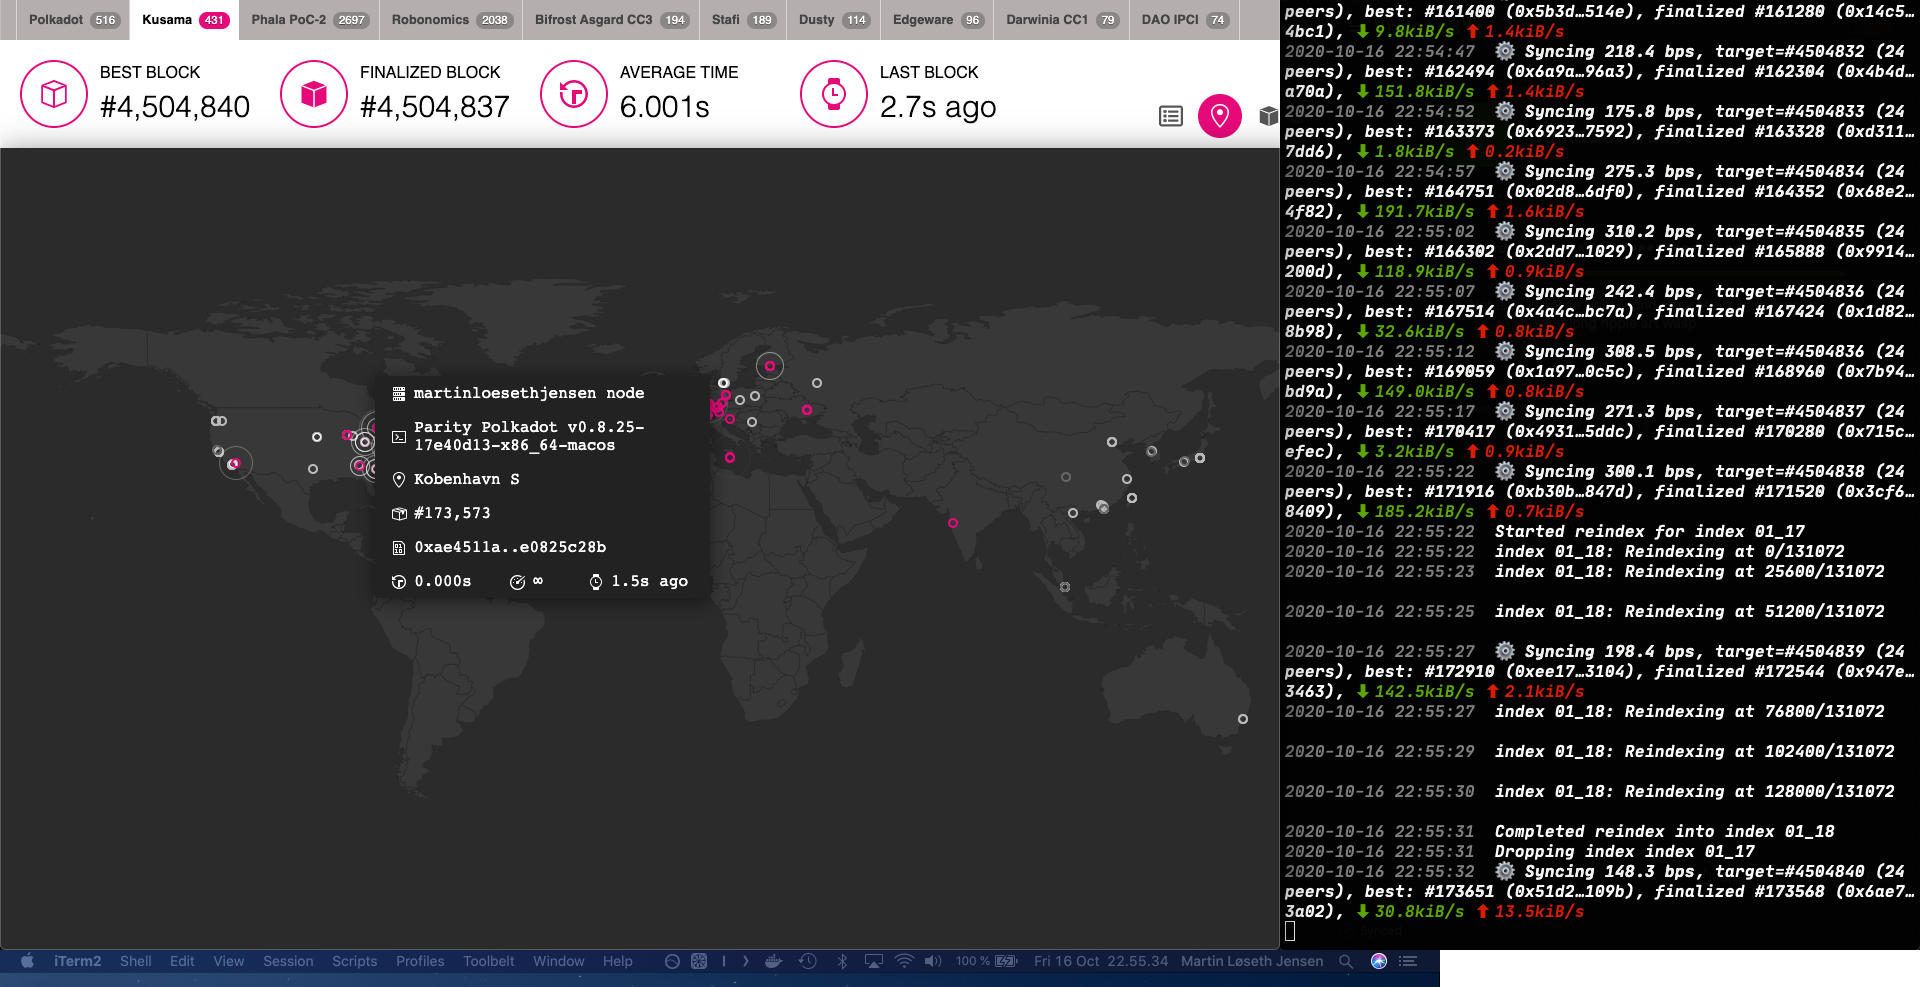 Polkadot 516 Kusama 431 Phala PoC-2 2697 Robonomics 2038 Bifrost Asgard CC3 194 Stafi 189 Dusty 114 Edgeware 96 Darwinia CC1 79 DAO IPCI 74
BEST BLOCK
#4,504,840
FINALIZED BLOCK
#4,504,837
AVERAGE TIME
6.001s
LAST BLOCK
2.7s ago
martinloesethjensen node
Parity Polkadot v0.8.25-
17e40d13-x86_64-macos
Kobenhavn S
#173,573
0xae4511a..e0825c28b
0.000s ∞ 1.5s ago
peers), best: #161400 (0x5b3d…514e), finalized #161280 (0x14c5…
4bc1), ⬇ 9.8kiB/s ⬆ 1.4kiB/s
2020-10-16 22:54:47 ⚙️ Syncing 218.4 bps, target=#4504832 (24
peers), best: #162494 (0x6a9a…96a3), finalized #162304 (0x4b4d…
a70a), ⬇ 151.8kiB/s ⬆ 1.4kiB/s
2020-10-16 22:54:52 ⚙️ Syncing 175.8 bps, target=#4504833 (24
peers), best: #163373 (0x6923…7592), finalized #163328 (0xd311…
7dd6), ⬇ 1.8kiB/s ⬆ 0.2kiB/s
2020-10-16 22:54:57 ⚙️ Syncing 275.3 bps, target=#4504834 (24
peers), best: #164751 (0x02d8…6df0), finalized #164352 (0x68e2…
4f82), ⬇ 191.7kiB/s ⬆ 1.6kiB/s
2020-10-16 22:55:02 ⚙️ Syncing 310.2 bps, target=#4504835 (24
peers), best: #166302 (0x2dd7…1029), finalized #165888 (0x9914…
200d), ⬇ 118.9kiB/s ⬆ 0.9kiB/s
2020-10-16 22:55:07 ⚙️ Syncing 242.4 bps, target=#4504836 (24
peers), best: #167514 (0x4a4c…bc7a), finalized #167424 (0x1d82…
8b98), ⬇ 32.6kiB/s ⬆ 0.8kiB/s
2020-10-16 22:55:12 ⚙️ Syncing 308.5 bps, target=#4504836 (24
peers), best: #169059 (0x1a97…0c5c), finalized #168960 (0x7b94…
bd9a), ⬇ 149.0kiB/s ⬆ 0.8kiB/s
2020-10-16 22:55:17 ⚙️ Syncing 271.3 bps, target=#4504837 (24
peers), best: #170417 (0x4931…5ddc), finalized #170280 (0x715c…
efec), ⬇ 3.2kiB/s ⬆ 0.9kiB/s
2020-10-16 22:55:22 ⚙️ Syncing 300.1 bps, target=#4504838 (24
peers), best: #171916 (0xb30b…847d), finalized #171520 (0x3cf6…
8409), ⬇ 185.2kiB/s ⬆ 0.7kiB/s
2020-10-16 22:55:22 Started reindex for index 01_17
2020-10-16 22:55:22 index 01_18: Reindexing at 0/131072
2020-10-16 22:55:23 index 01_18: Reindexing at 25600/131072
2020-10-16 22:55:25 index 01_18: Reindexing at 51200/131072
2020-10-16 22:55:27 ⚙️ Syncing 198.4 bps, target=#4504839 (24
peers), best: #172910 (0xee17…3104), finalized #172544 (0x947e…
3463), ⬇ 142.5kiB/s ⬆ 2.1kiB/s
2020-10-16 22:55:27 index 01_18: Reindexing at 76800/131072
2020-10-16 22:55:29 index 01_18: Reindexing at 102400/131072
2020-10-16 22:55:30 index 01_18: Reindexing at 128000/131072
2020-10-16 22:55:31 Completed reindex into index 01_18
2020-10-16 22:55:31 Dropping index index 01_17
2020-10-16 22:55:32 ⚙️ Syncing 148.3 bps, target=#4504840 (24
peers), best: #173651 (0x51d2…109b), finalized #173568 (0x6ae7…
3a02), ⬇ 30.8kiB/s ⬆ 13.5kiB/s
iTerm2 Shell Edit View Session Scripts Profiles Toolbelt Window Help 100 % Fri 16 Oct 22.55.34 Martin Løseth Jensen